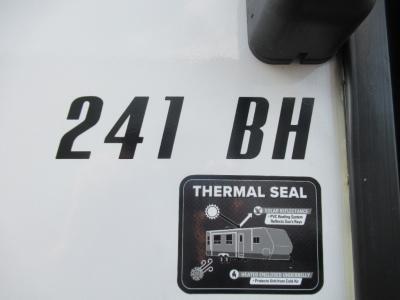 241 BH
THERMAL SEAL
SOLAR REFLECTANCE
• PVC Roofing System
Reflects Sun's Rays
HEATED ENCLOSED UNDERBELLY
• Protects Unit from Cold Air